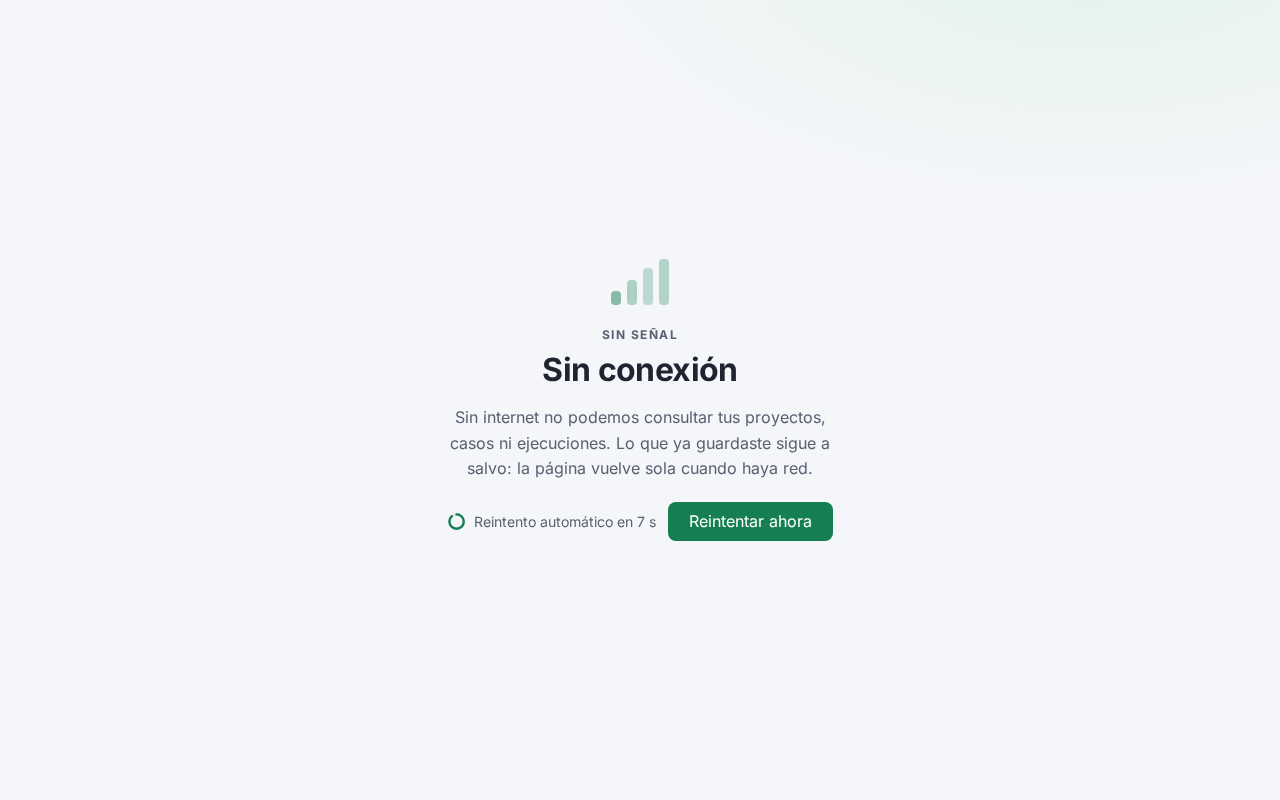 SIN SEÑAL
Sin conexión
Sin internet no podemos consultar tus proyectos,
casos ni ejecuciones. Lo que ya guardaste sigue a
salvo: la página vuelve sola cuando haya red.
Reintento automático en 7 s
Reintentar ahora